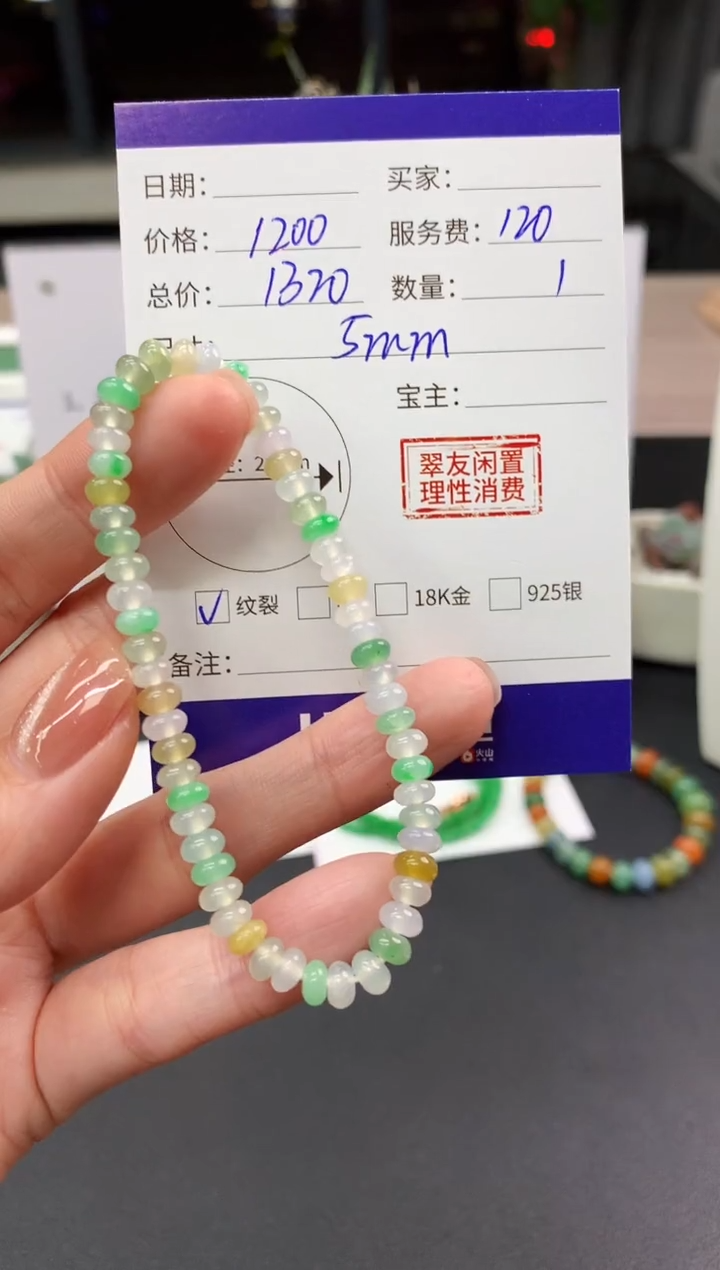 日期： 买家：
价格： 1200 服务费： 120
总价： 1320 数量： 1
5mm
宝主：
翠友闲置
理性消费
纹裂 18K金 925银
备注：
火山